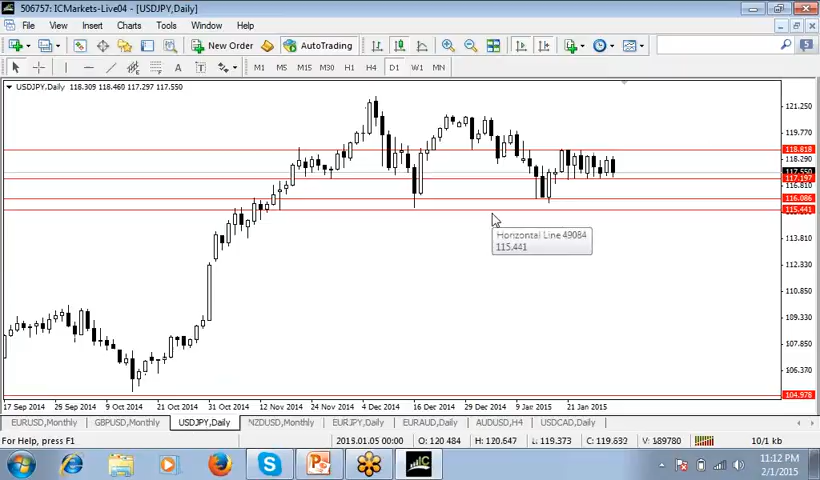 506757: ICMarkets-Live04 - [USDJPY,Daily]
File View Insert Charts Tools Window Help
New Order AutoTrading 5
A T M1 M5 M15 M30 H1 H4 D1 W1 MN
USDJPY,Daily 118.309 118.460 117.297 117.550
121.250
119.770
118.818
118.290
117.550
117.197
116.810
116.086
115.441
Horizontal Line 49084
115.441
113.810
112.330
110.850
109.330
107.850
106.370
104.978
17 Sep 2014 29 Sep 2014 9 Oct 2014 21 Oct 2014 31 Oct 2014 12 Nov 2014 24 Nov 2014 4 Dec 2014 16 Dec 2014 29 Dec 2014 9 Jan 2015 21 Jan 2015
EURUSD,Monthly GBPUSD,Monthly USDJPY,Daily NZDUSD,Monthly EURJPY,Daily EURAUD,Daily AUDUSD,H4 USDCAD,Daily
For Help, press F1 2015.01.05 00:00 O: 120.484 H: 120.647 L: 119.373 C: 119.632 V: 189780 10/1 kb
11:12 PM
2/1/2015